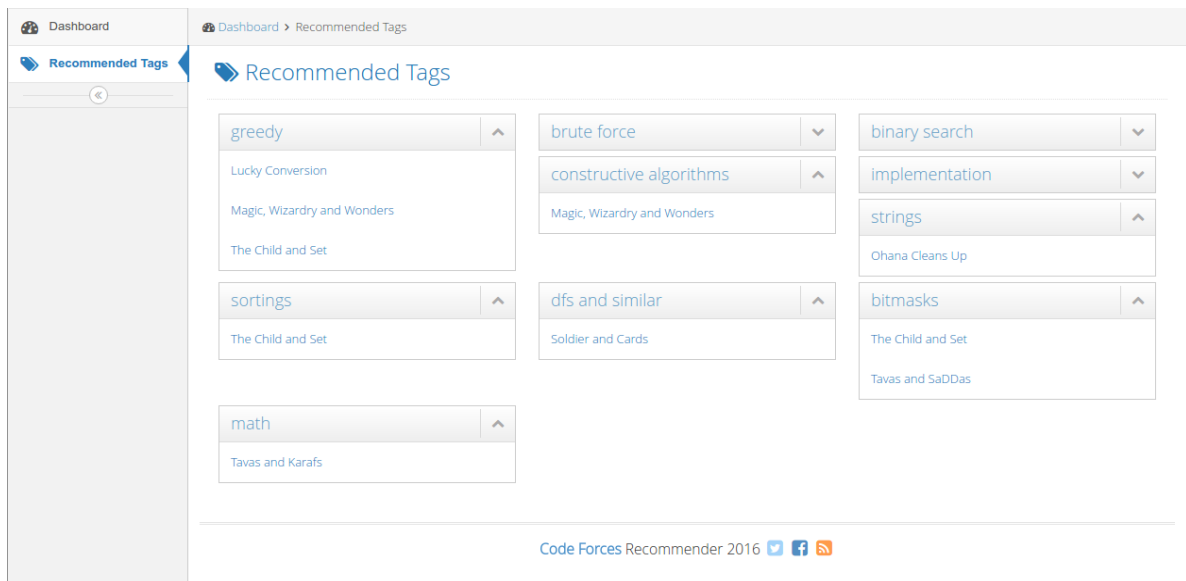 Dashboard
Recommended Tags
Dashboard > Recommended Tags
Recommended Tags
greedy
Lucky Conversion
Magic, Wizardry and Wonders
The Child and Set
brute force
constructive algorithms
Magic, Wizardry and Wonders
binary search
implementation
strings
Ohana Cleans Up
sortings
The Child and Set
dfs and similar
Soldier and Cards
bitmasks
The Child and Set
Tavas and SaDDas
math
Tavas and Karafs
Code Forces Recommender 2016